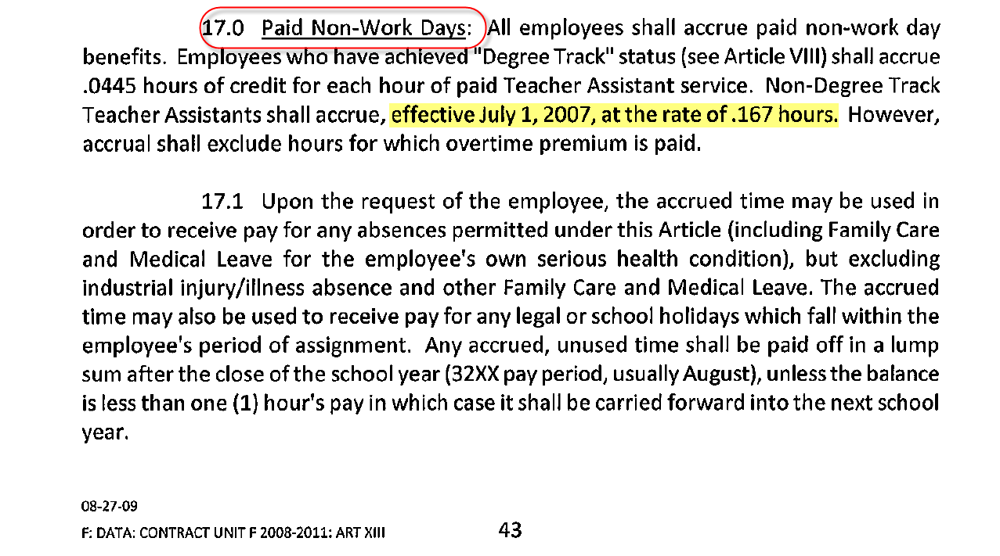 17.0 Paid Non-Work Days: All employees shall accrue paid non-work day
benefits. Employees who have achieved "Degree Track" status (see Article VIII) shall accrue
.0445 hours of credit for each hour of paid Teacher Assistant service. Non-Degree Track
Teacher Assistants shall accrue, effective July 1, 2007, at the rate of .167 hours. However,
accrual shall exclude hours for which overtime premium is paid.
17.1 Upon the request of the employee, the accrued time may be used in
order to receive pay for any absences permitted under this Article (including Family Care
and Medical Leave for the employee's own serious health condition), but excluding
industrial injury/illness absence and other Family Care and Medical Leave. The accrued
time may also be used to receive pay for any legal or school holidays which fall within the
employee's period of assignment. Any accrued, unused time shall be paid off in a lump
sum after the close of the school year (32XX pay period, usually August), unless the balance
is less than one (1) hour's pay in which case it shall be carried forward into the next school
year.
08-27-09
F: DATA: CONTRACT UNIT F 2008-2011: ART XIII 43